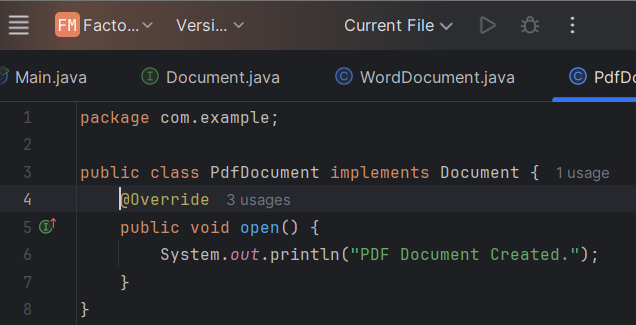 FM Facto... Versi... Current File
Main.java Document.java WordDocument.java PdfDo
1 package com.example;
2
3 public class PdfDocument implements Document { 1 usage
4 @Override 3 usages
5 public void open() {
6 System.out.println("PDF Document Created.");
7 }
8 }